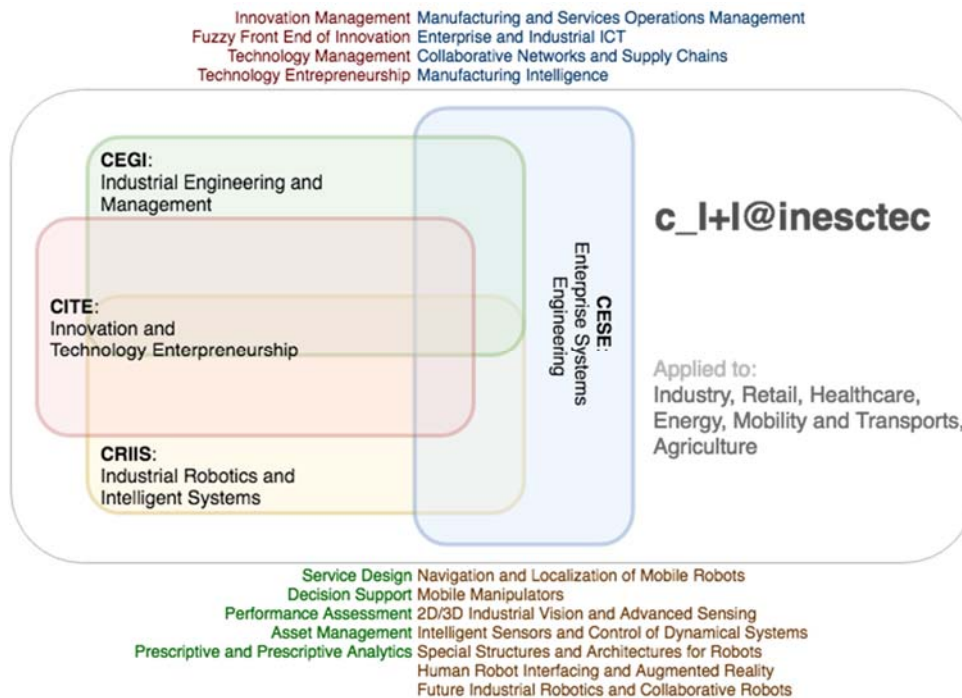 Innovation Management Manufacturing and Services Operations Management
Fuzzy Front End of Innovation Enterprise and Industrial ICT
Technology Management Collaborative Networks and Supply Chains
Technology Entrepreneurship Manufacturing Intelligence
CEGI:
Industrial Engineering and
Management
CITE:
Innovation and
Technology Enterpreneurship
CRIIS:
Industrial Robotics and
Intelligent Systems
CESE:
Enterprise Systems
Engineering
c_I+I@inesctec
Applied to:
Industry, Retail, Healthcare,
Energy, Mobility and Transports,
Agriculture
Service Design Navigation and Localization of Mobile Robots
Decision Support Mobile Manipulators
Performance Assessment 2D/3D Industrial Vision and Advanced Sensing
Asset Management Intelligent Sensors and Control of Dynamical Systems
Prescriptive and Prescriptive Analytics Special Structures and Architectures for Robots
Human Robot Interfacing and Augmented Reality
Future Industrial Robotics and Collaborative Robots